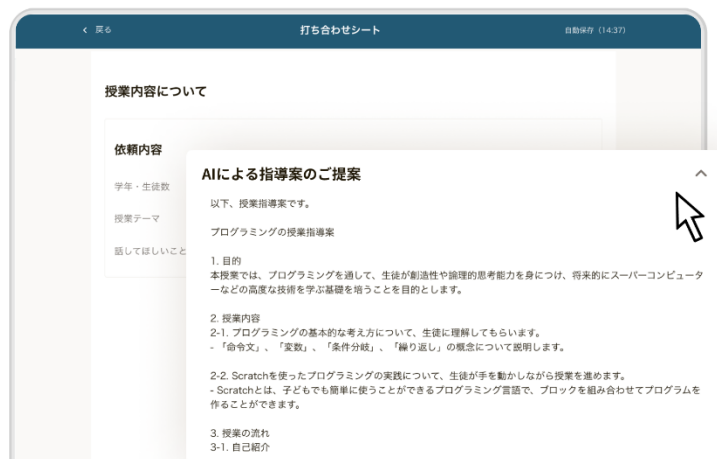 戻る
打ち合わせシート
自動保存（14:37）
授業内容について
依頼内容
学年・生徒数
授業テーマ
話してほしいこと
AIによる指導案のご提案
以下、授業指導案です。
プログラミングの授業指導案
1. 目的
本授業では、プログラミングを通して、生徒が創造性や論理的思考能力を身につけ、将来的にスーパーコンピュータ
ーなどの高度な技術を学ぶ基礎を培うことを目的とします。
2. 授業内容
2-1. プログラミングの基本的な考え方について、生徒に理解してもらいます。
- 「命令文」、「変数」、「条件分岐」、「繰り返し」の概念について説明します。
2-2. Scratchを使ったプログラミングの実践について、生徒が手を動かしながら授業を進めます。
- Scratchとは、子どもでも簡単に使うことができるプログラミング言語で、ブロックを組み合わせてプログラムを
作ることができます。
3. 授業の流れ
3-1. 自己紹介